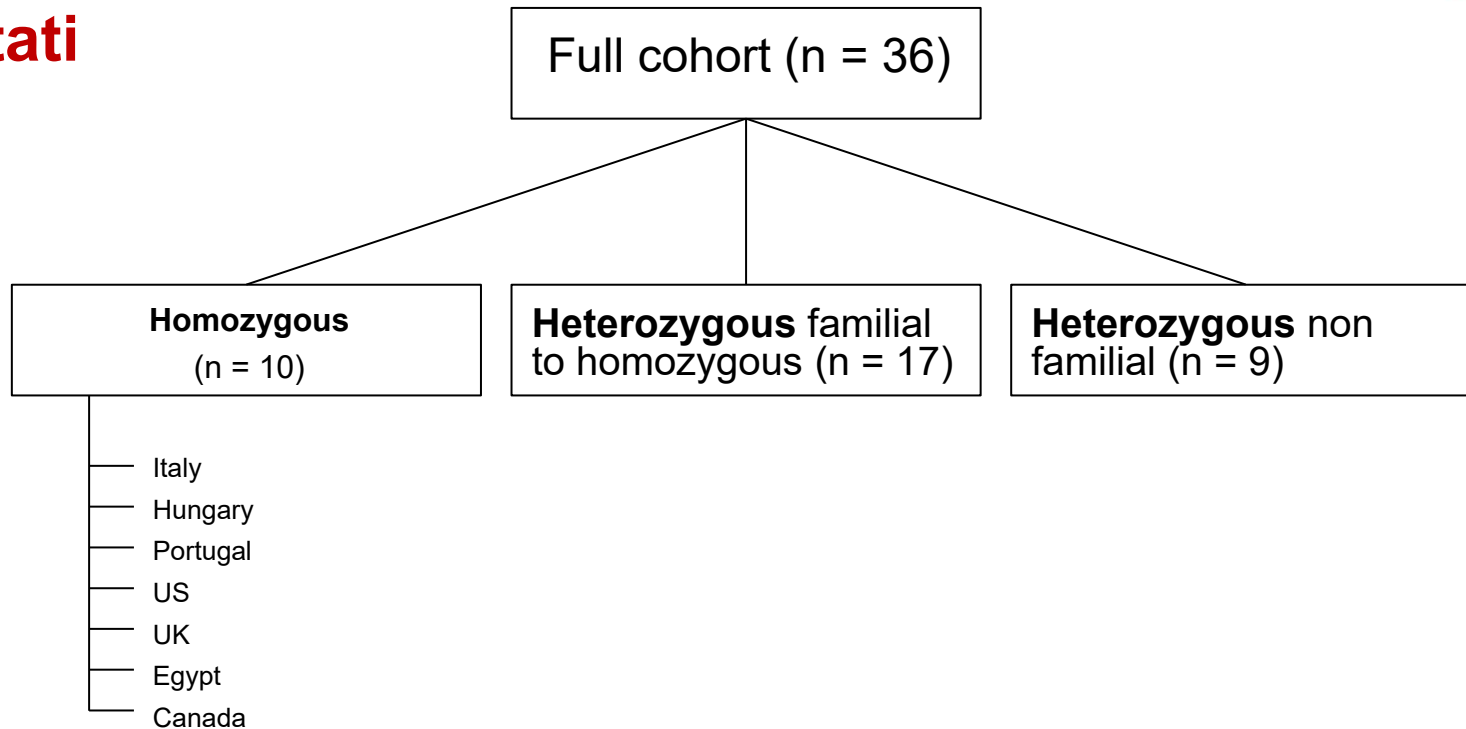 tati
Full cohort (n = 36)
Homozygous
(n = 10)
Heterozygous familial
to homozygous (n = 17)
Heterozygous non
familial (n = 9)
Italy
Hungary
Portugal
US
UK
Egypt
Canada